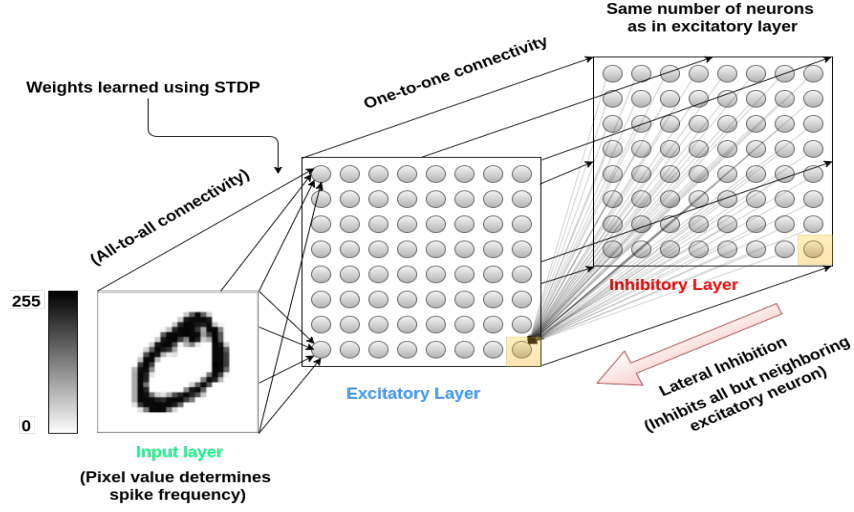 Same number of neurons
as in excitatory layer
One-to-one connectivity
Weights learned using STDP
(All-to-all connectivity)
255
0
Inhibitory Layer
Lateral Inhibition
(Inhibits all but neighboring
excitatory neuron)
Excitatory Layer
Input layer
(Pixel value determines
spike frequency)